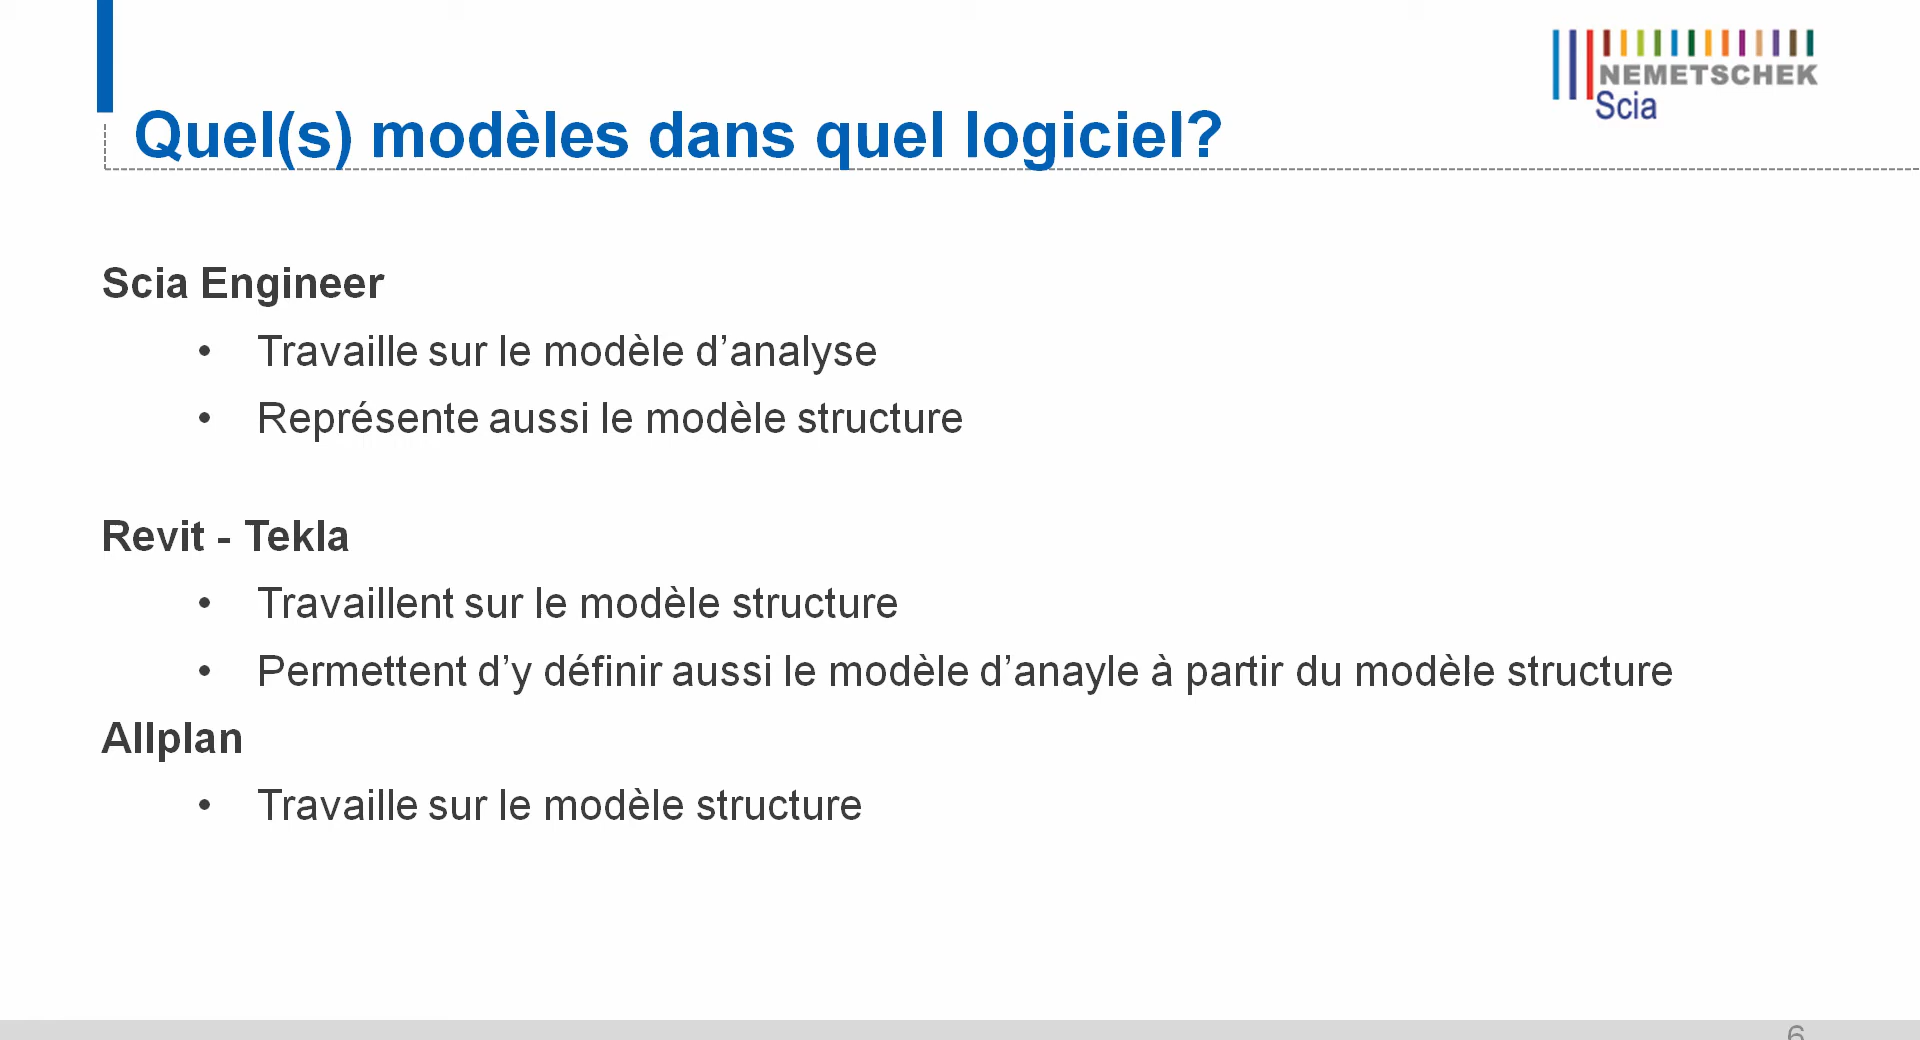 NEMETSCHEK
Scia
Quel(s) modèles dans quel logiciel?
Scia Engineer
• Travaille sur le modèle d’analyse
• Représente aussi le modèle structure
Revit - Tekla
• Travaillent sur le modèle structure
• Permettent d’y définir aussi le modèle d’anayle à partir du modèle structure
Allplan
• Travaille sur le modèle structure
6